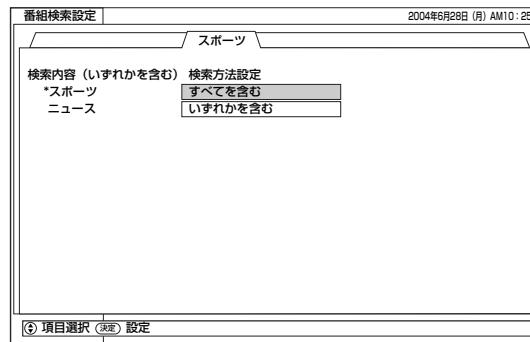 番組検索設定
2004年6月28日 (月) AM10:25
スポーツ
検索内容（いずれかを含む） 検索方法設定
*スポーツ すべてを含む
ニュース いずれかを含む
項目選択 決定 設定